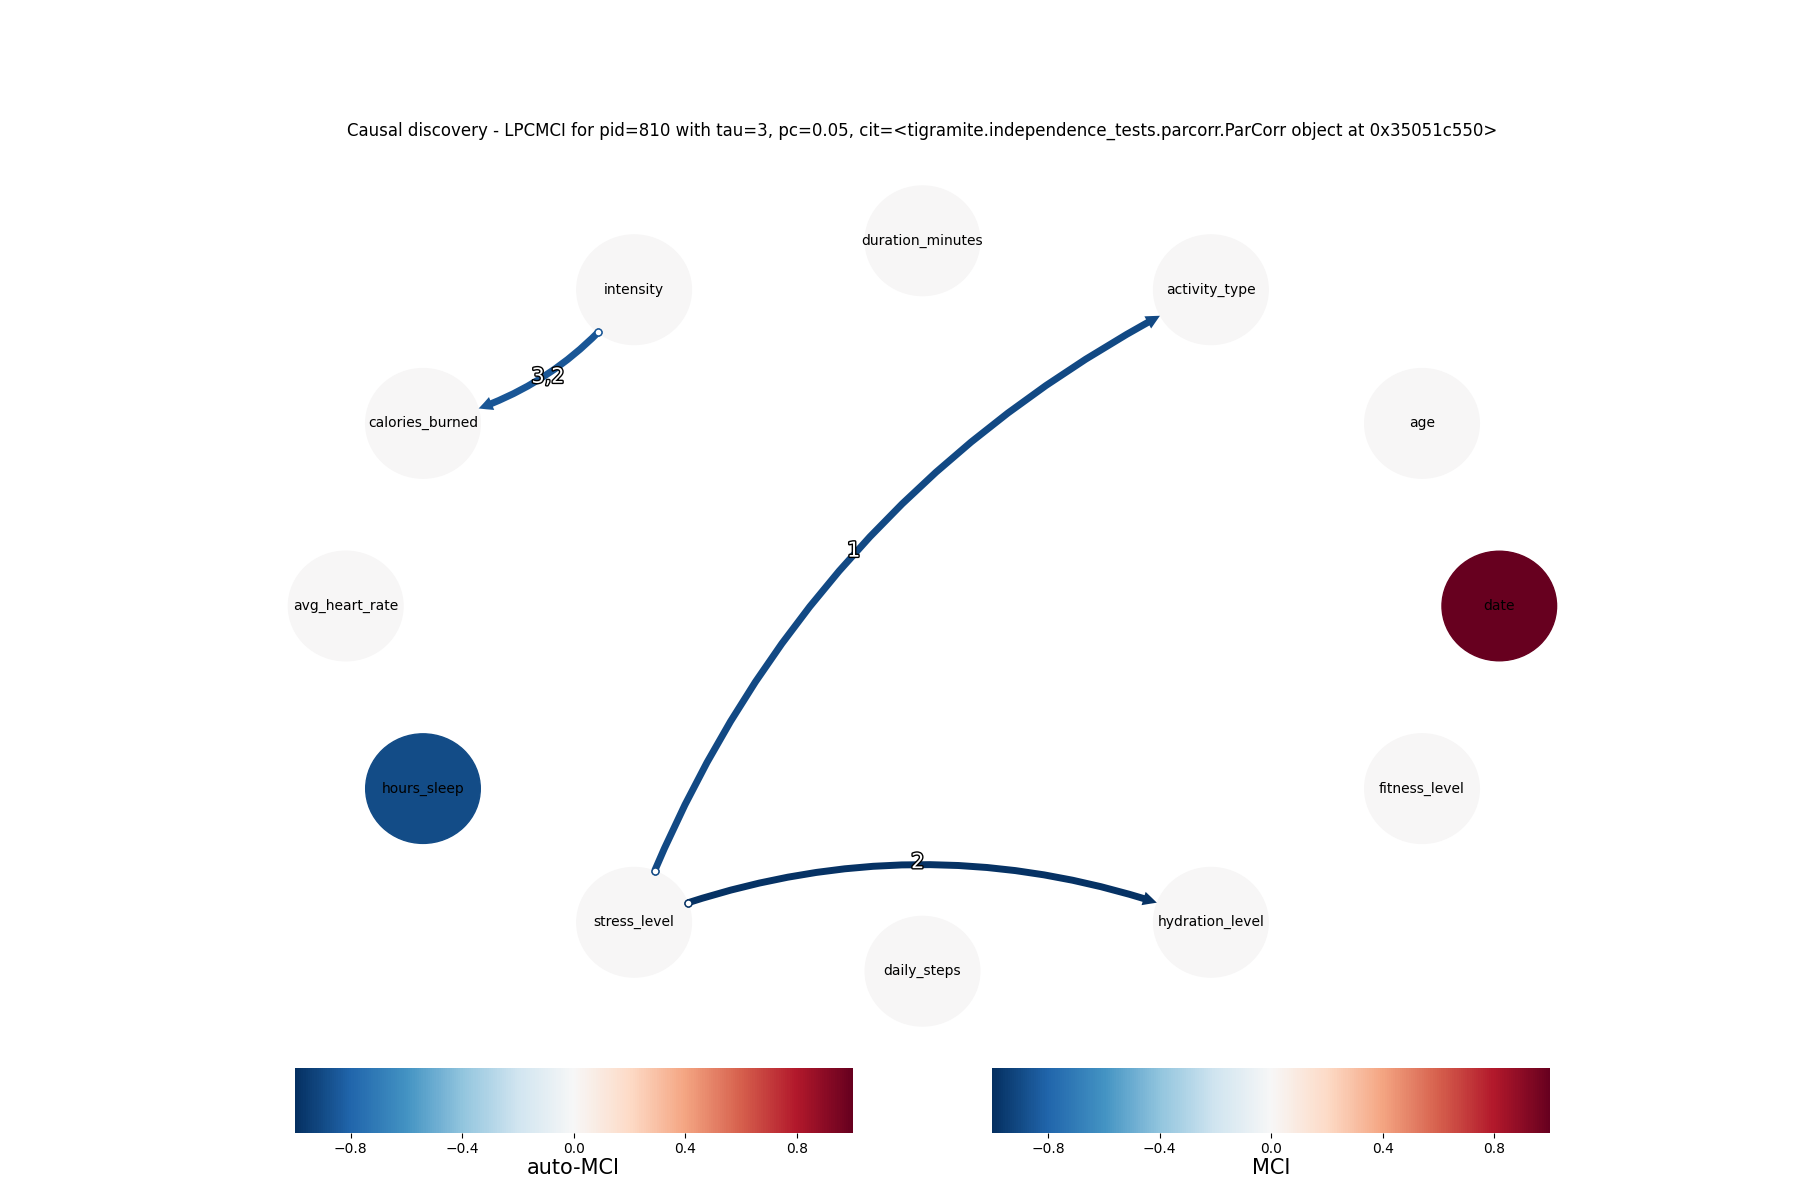 Causal discovery - LPCMCI for pid=810 with tau=3, pc=0.05, cit=<tigramite.independence_tests.parcorr.ParCorr object at 0x35051c550>
duration_minutes
intensity
activity_type
3,2
calories_burned
age
1
avg_heart_rate
date
hours_sleep
fitness_level
2
stress_level
hydration_level
daily_steps
−0.8 −0.4 0.0 0.4 0.8
auto-MCI
−0.8 −0.4 0.0 0.4 0.8
MCI